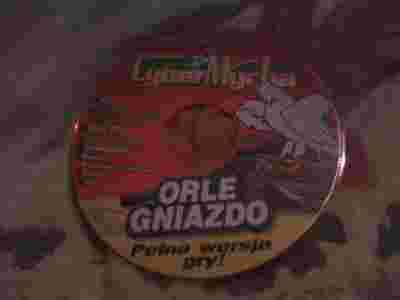 CyberMycha
ORLE
GNIAZDO
Pełna wersja
gry!